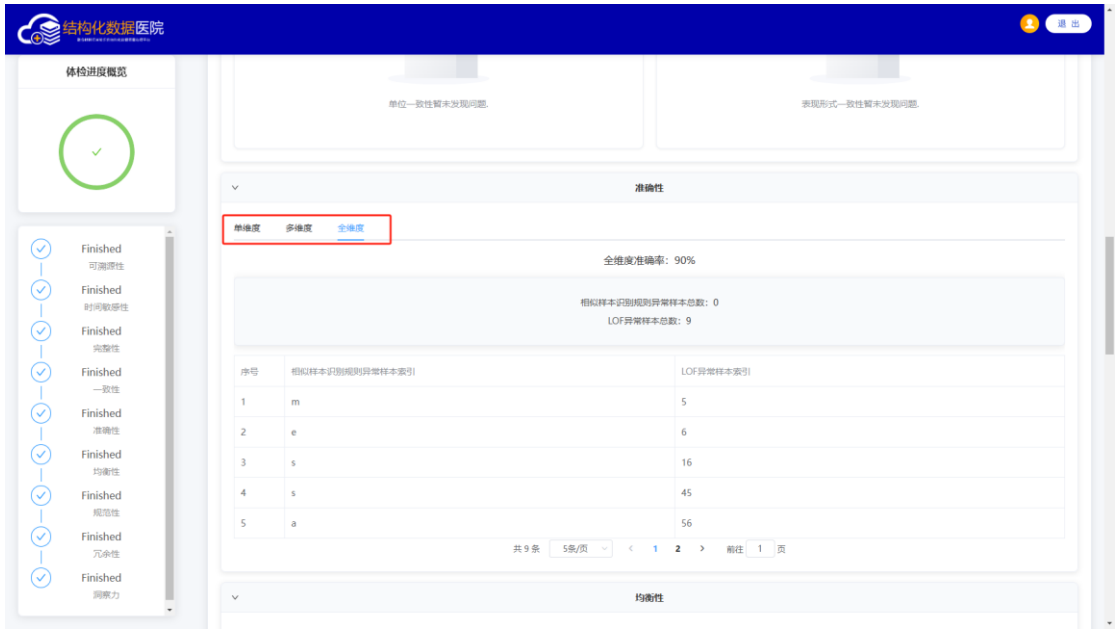 结构化数据医院
退 出
体检进度概览
Finished
可溯源性
Finished
时间敏感性
Finished
完整性
Finished
一致性
Finished
准确性
Finished
均衡性
Finished
规范性
Finished
冗余性
Finished
洞察力
单位一致性暂未发现问题.
表现形式一致性暂未发现问题.
准确性
单维度 多维度 全维度
全维度准确率：90%
相似样本识别规则异常样本总数：0
LOF异常样本总数：9
序号 相似样本识别规则异常样本索引 LOF异常样本索引
1 m 5
2 e 6
3 s 16
4 s 45
5 a 56
共 9 条 5条/页 1 2 前往 1 页
均衡性